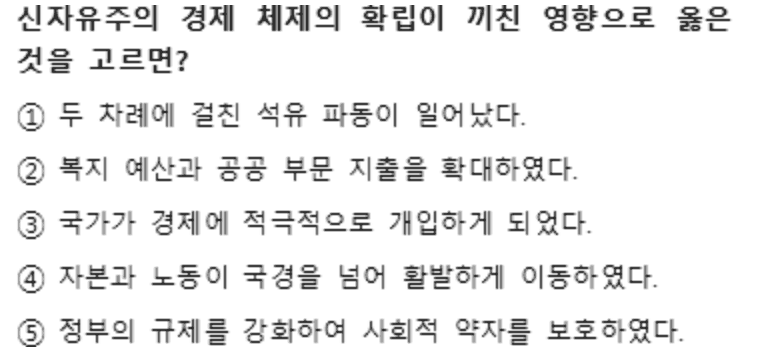 신자유주의 경제 체제의 확립이 끼친 영향으로 옳은
것을 고르면?
① 두 차례에 걸친 석유 파동이 일어났다.
② 복지 예산과 공공 부문 지출을 확대하였다.
③ 국가가 경제에 적극적으로 개입하게 되었다.
④ 자본과 노동이 국경을 넘어 활발하게 이동하였다.
⑤ 정부의 규제를 강화하여 사회적 약자를 보호하였다.